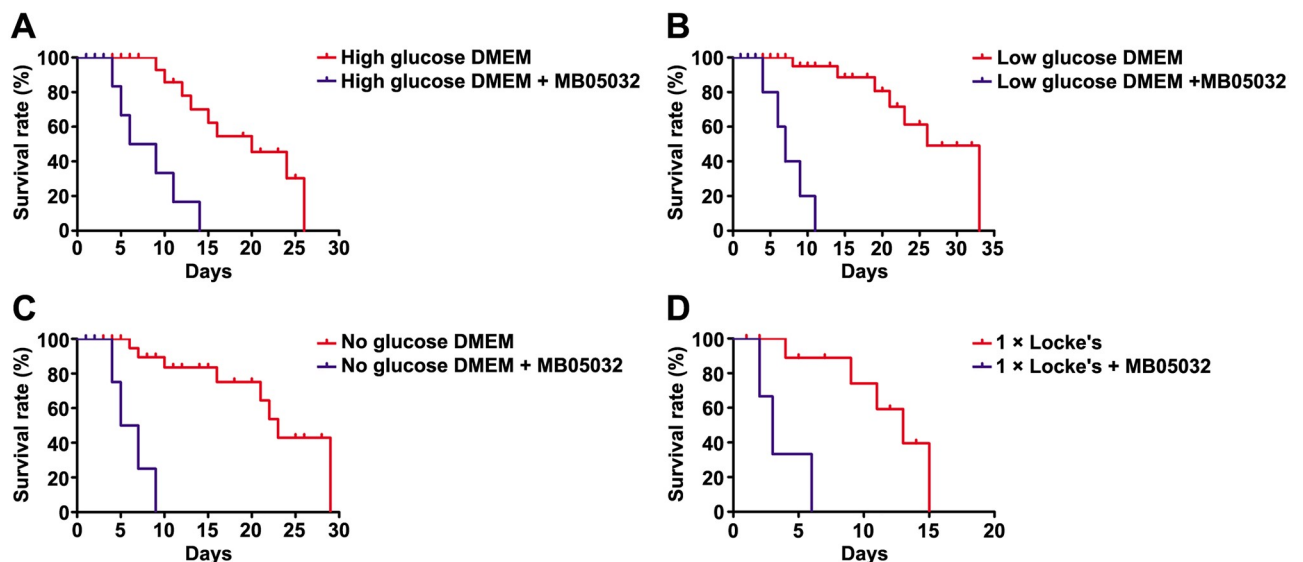 A
High glucose DMEM
High glucose DMEM + MB05032
Survival rate (%)
100
80
60
40
20
0
0 5 10 15 20 25 30
Days
B
Low glucose DMEM
Low glucose DMEM +MB05032
Survival rate (%)
100
80
60
40
20
0
0 5 10 15 20 25 30 35
Days
C
No glucose DMEM
No glucose DMEM + MB05032
Survival rate (%)
100
80
60
40
20
0
0 5 10 15 20 25 30
Days
D
1 × Locke's
1 × Locke's + MB05032
Survival rate (%)
100
80
60
40
20
0
0 5 10 15 20
Days